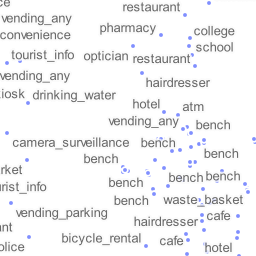 restaurant
vending_any
pharmacy
convenience
college
school
tourist_info
optician
restaurant
vending_any
hairdresser
kiosk
drinking_water
hotel
atm
vending_any
bench
camera_surveillance
bench
bench
bench
rket
rist_info
bench
bench
bench
bench
waste_basket
vending_parking
cafe
hairdresser
bicycle_rental
cafe
hotel
olice